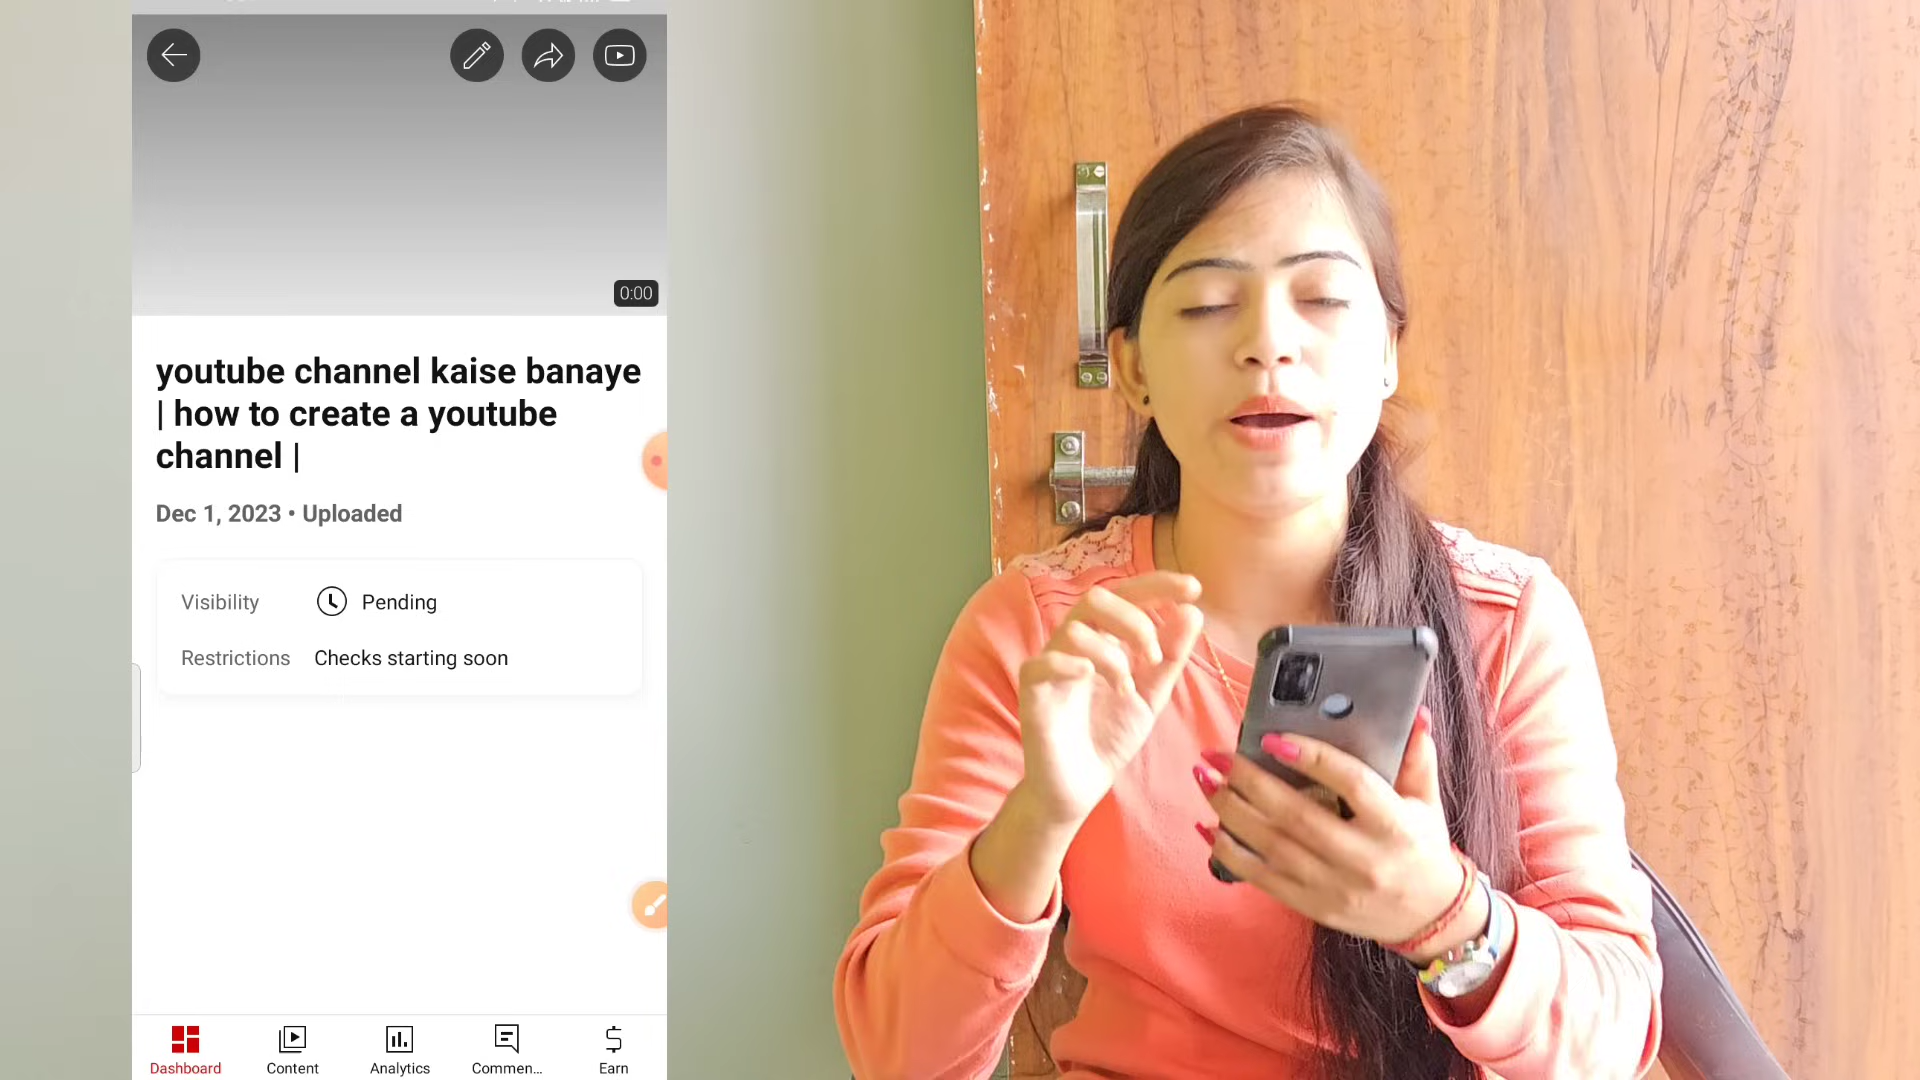 0:00
youtube channel kaise banaye
| how to create a youtube
channel |
Dec 1, 2023 • Uploaded
Visibility Pending
Restrictions Checks starting soon
Dashboard Content Analytics Commen... Earn